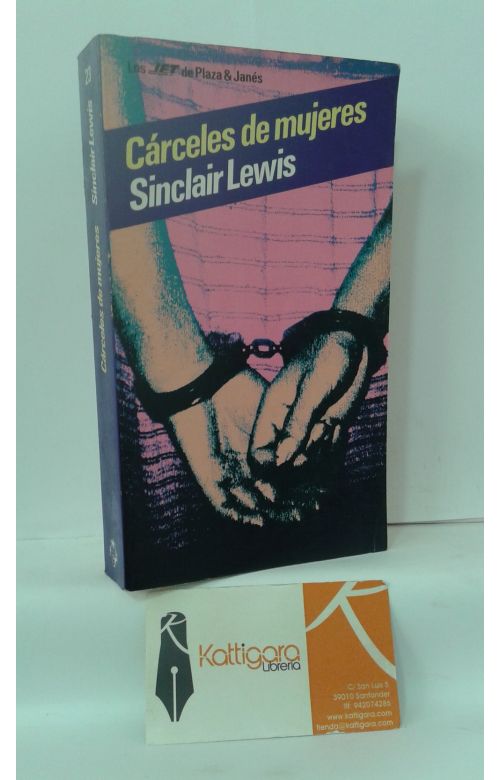 Los JET de Plaza & Janés
Cárceles de mujeres
Sinclair Lewis
Cárceles de mujeres Sinclair Lewis
Kattigara
Librería
C/ San Luis 5
39010 Santander
tlf: 942074286
www.kattigara.com
tienda@kattigara.com